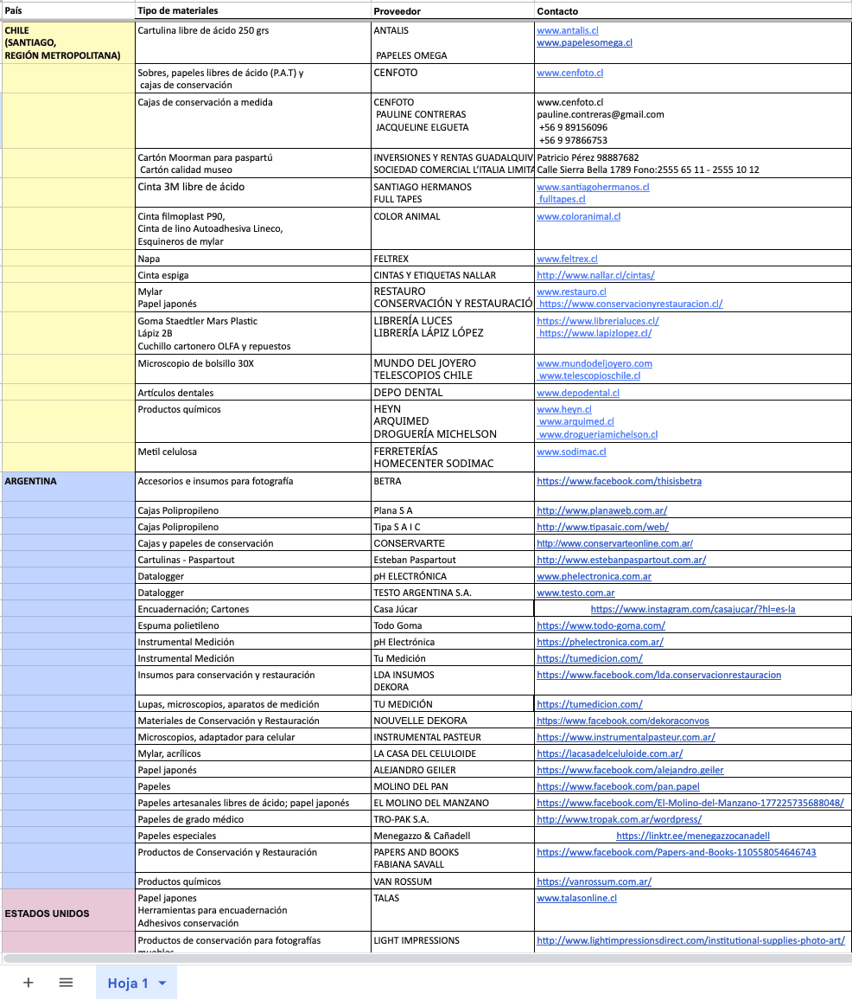 País Tipo de materiales Proveedor Contacto
CHILE Cartulina libre de ácido 250 grs ANTALIS www.antalis.cl
(SANTIAGO, www.papelesomega.cl
REGIÓN METROPOLITANA) PAPELES OMEGA
Sobres, papeles libres de ácido (P.A.T) y CENFOTO www.cenfoto.cl
cajas de conservación
Cajas de conservación a medida CENFOTO www.cenfoto.cl
PAULINE CONTRERAS pauline.contreras@gmail.com
JACQUELINE ELGUETA +56 9 89156096
+56 9 97866753
Cartón Moorman para paspartú INVERSIONES Y RENTAS GUADALQUIV Patricio Pérez 98887682
Cartón calidad museo SOCIEDAD COMERCIAL L'ITALIA LIMITA Calle Sierra Bella 1789 Fono:2555 65 11 - 2555 10 12
Cinta 3M libre de ácido SANTIAGO HERMANOS www.santiagohermanos.cl
FULL TAPES fulltapes.cl
Cinta filmoplast P90, COLOR ANIMAL www.coloranimal.cl
Cinta de lino Autoadhesiva Lineco,
Esquineros de mylar
Napa FELTREX www.feltrex.cl
Cinta espiga CINTAS Y ETIQUETAS NALLAR http://www.nallar.cl/cintas/
Mylar RESTAURO www.restauro.cl
Papel japonés CONSERVACIÓN Y RESTAURACIÓ https://www.conservacionyrestauracion.cl/
Goma Staedtler Mars Plastic LIBRERÍA LUCES https://www.librerialuces.cl/
Lápiz 2B LIBRERÍA LÁPIZ LÓPEZ https://www.lapizlopez.cl/
Cuchillo cartonero OLFA y repuestos
Microscopio de bolsillo 30X MUNDO DEL JOYERO www.mundodeljoyero.com
TELESCOPIOS CHILE www.telescopioschile.cl
Artículos dentales DEPO DENTAL www.depodental.cl
Productos químicos HEYN www.heyn.cl
ARQUIMED www.arquimed.cl
DROGUERÍA MICHELSON www.drogueriamichelson.cl
Metil celulosa FERRETERÍAS www.sodimac.cl
HOMECENTER SODIMAC
ARGENTINA Accesorios e insumos para fotografía BETRA https://www.facebook.com/thisisbetra
Cajas Polipropileno Plana S A http://www.planaweb.com.ar/
Cajas Polipropileno Tipa S A I C http://www.tipasaic.com/web/
Cajas y papeles de conservación CONSERVARTE http://www.conservarteonline.com.ar/
Cartulinas - Paspartout Esteban Paspartout http://www.estebanpaspartout.com.ar/
Datalogger pH ELECTRÓNICA www.phelectronica.com.ar
Datalogger TESTO ARGENTINA S.A. www.testo.com.ar
Encuadernación; Cartones Casa Júcar https://www.instagram.com/casajucar/?hl=es-la
Espuma polietileno Todo Goma https://www.todo-goma.com/
Instrumental Medición pH Electrónica https://phelectronica.com.ar/
Instrumental Medición Tu Medición https://tumedicion.com/
Insumos para conservación y restauración LDA INSUMOS https://www.facebook.com/lda.conservacionrestauracion
DEKORA
Lupas, microscopios, aparatos de medición TU MEDICIÓN https://tumedicion.com/
Materiales de Conservación y Restauración NOUVELLE DEKORA https://www.facebook.com/dekoraconvos
Microscopios, adaptador para celular INSTRUMENTAL PASTEUR https://www.instrumentalpasteur.com.ar/
Mylar, acrílicos LA CASA DEL CELULOIDE https://lacasadelceluloide.com.ar/
Papel japonés ALEJANDRO GEILER https://www.facebook.com/alejandro.geiler
Papeles MOLINO DEL PAN https://www.facebook.com/pan.papel
Papeles artesanales libres de ácido; papel japonés EL MOLINO DEL MANZANO https://www.facebook.com/El-Molino-del-Manzano-177225735688048/
Papeles de grado médico TRO-PAK S.A. http://www.tropak.com.ar/wordpress/
Papeles especiales Menegazzo & Cañadell https://linktr.ee/menegazzocanadell
Productos de Conservación y Restauración PAPERS AND BOOKS https://www.facebook.com/Papers-and-Books-110558054646743
FABIANA SAVALL
Productos químicos VAN ROSSUM https://vanrossum.com.ar/
Papel japones TALAS www.talasonline.cl
ESTADOS UNIDOS Herramientas para encuadernación
Adhesivos conservación
Productos de conservación para fotografías LIGHT IMPRESSIONS http://www.lightimpressionsdirect.com/institutional-supplies-photo-art/
Hoja 1